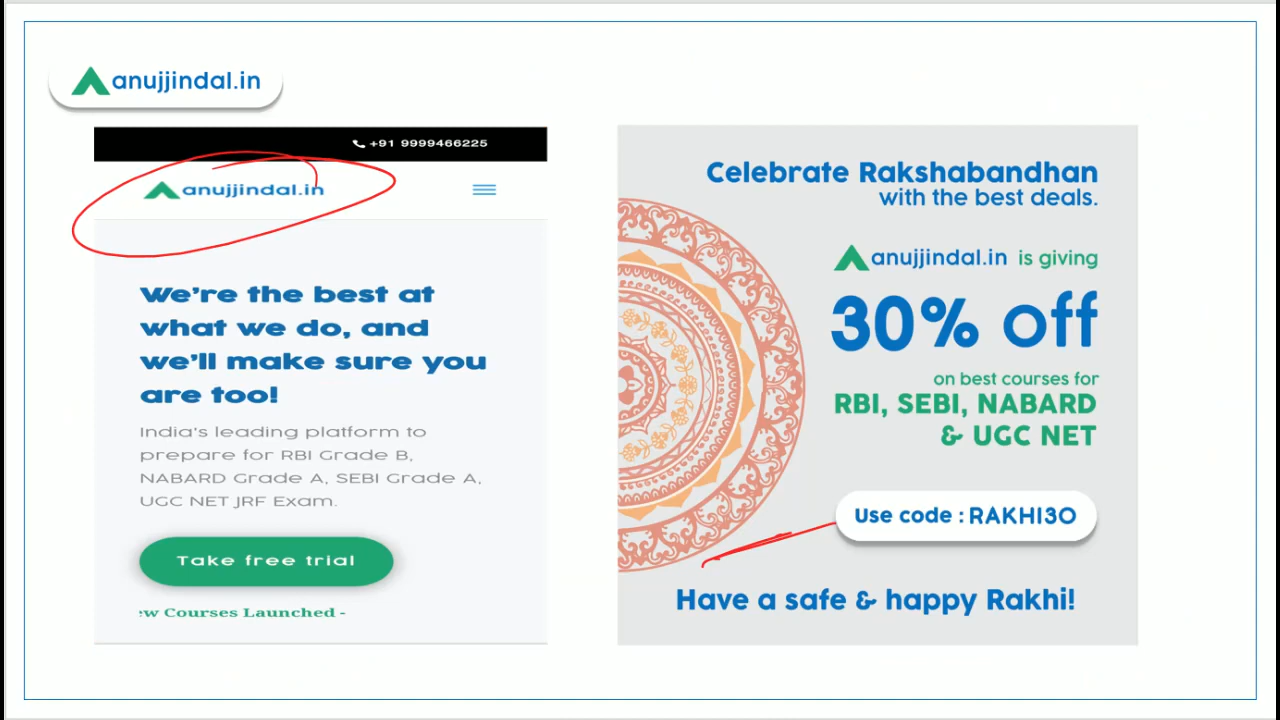 anujjindal.in
+91 9999466225
anujjindal.in
We're the best at
what we do, and
we'll make sure you
are too!
India's leading platform to
prepare for RBI Grade B,
NABARD Grade A, SEBI Grade A,
UGC NET JRF Exam.
Take free trial
ew Courses Launched -
Celebrate Rakshabandhan
with the best deals.
anujjindal.in is giving
30% off
on best courses for
RBI, SEBI, NABARD
& UGC NET
Use code : RAKHI30
Have a safe & happy Rakhi!